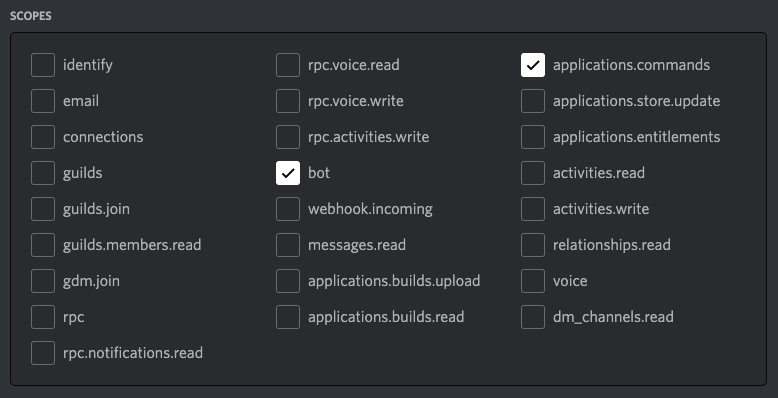 SCOPES
identify
email
connections
guilds
guilds.join
guilds.members.read
gdm.join
rpc
rpc.notifications.read
rpc.voice.read
rpc.voice.write
rpc.activities.write
bot
webhook.incoming
messages.read
applications.builds.upload
applications.builds.read
applications.commands
applications.store.update
applications.entitlements
activities.read
activities.write
relationships.read
voice
dm_channels.read